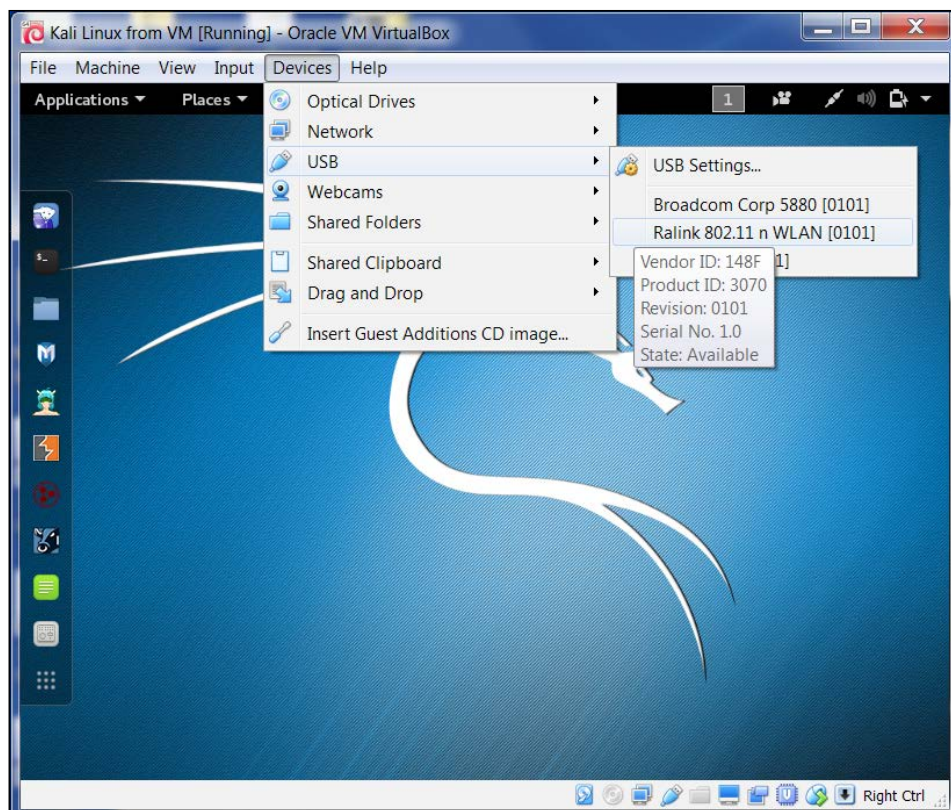 Kali Linux from VM [Running] - Oracle VM VirtualBox
File Machine View Input Devices Help
Applications Places 1
Optical Drives
Network
USB
Webcams
Shared Folders
Shared Clipboard
Drag and Drop
Insert Guest Additions CD image...
USB Settings...
Broadcom Corp 5880 [0101]
Ralink 802.11 n WLAN [0101]
1]
Vendor ID: 148F
Product ID: 3070
Revision: 0101
Serial No. 1.0
State: Available
Right Ctrl